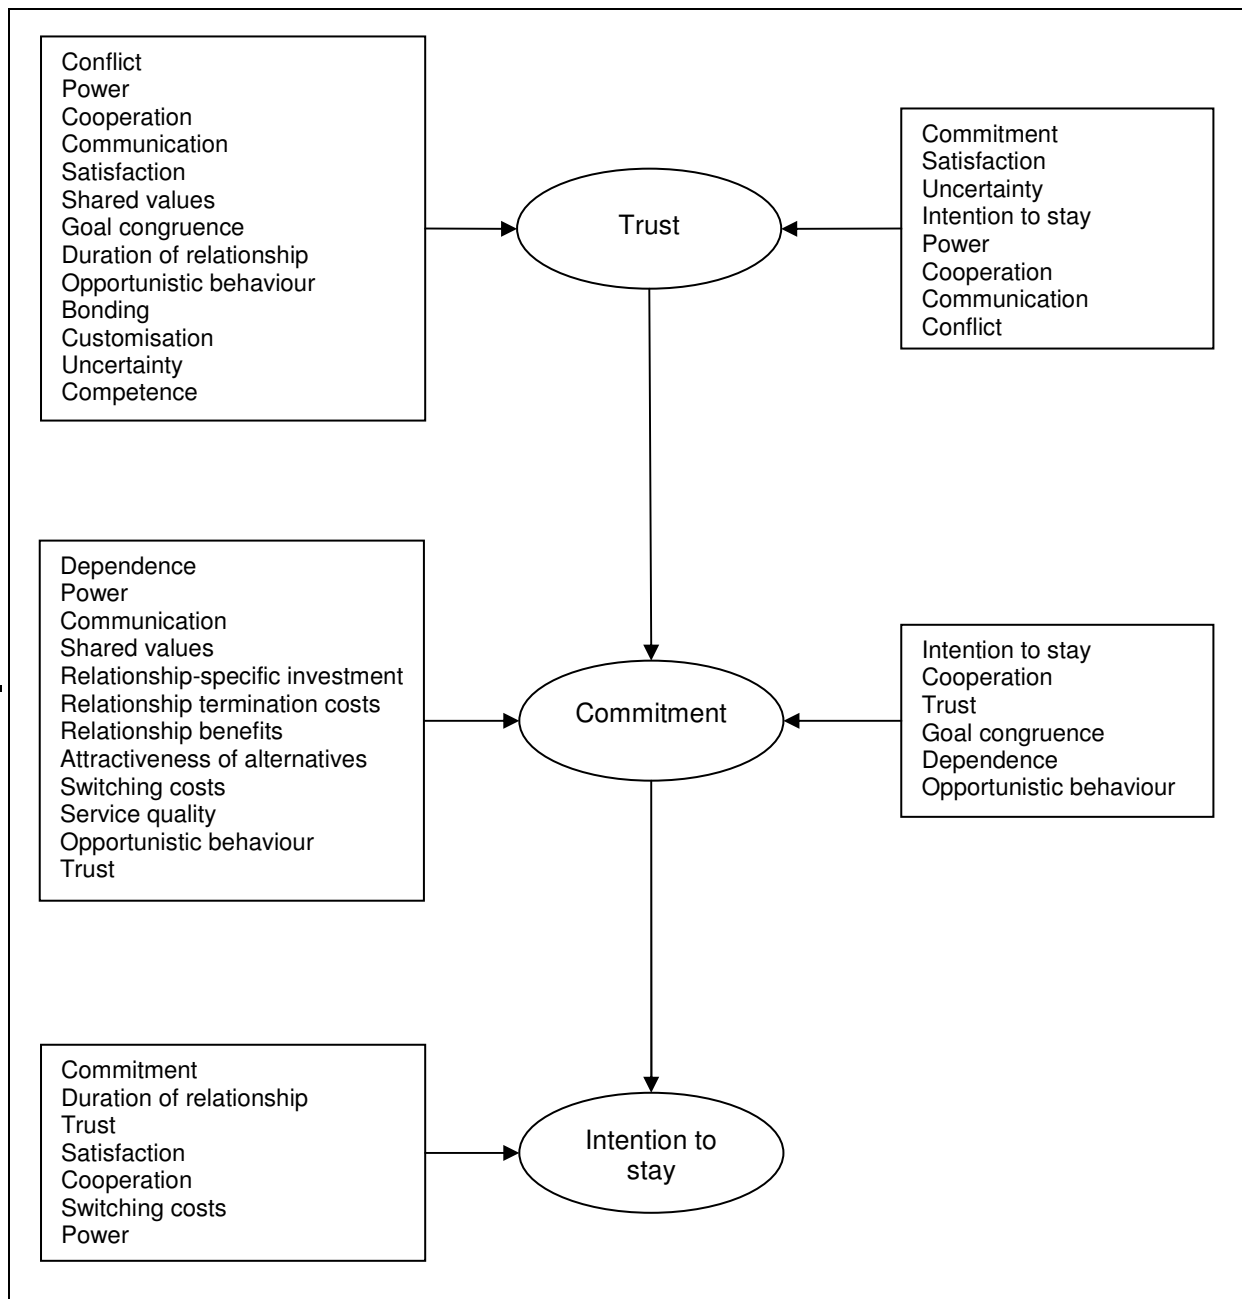 Conflict
Power
Cooperation
Communication
Satisfaction
Shared values
Goal congruence
Duration of relationship
Opportunistic behaviour
Bonding
Customisation
Uncertainty
Competence
Trust
Commitment
Satisfaction
Uncertainty
Intention to stay
Power
Cooperation
Communication
Conflict
Dependence
Power
Communication
Shared values
Relationship-specific investment
Relationship termination costs
Relationship benefits
Attractiveness of alternatives
Switching costs
Service quality
Opportunistic behaviour
Trust
Commitment
Intention to stay
Cooperation
Trust
Goal congruence
Dependence
Opportunistic behaviour
Commitment
Duration of relationship
Trust
Satisfaction
Cooperation
Switching costs
Power
Intention to
stay